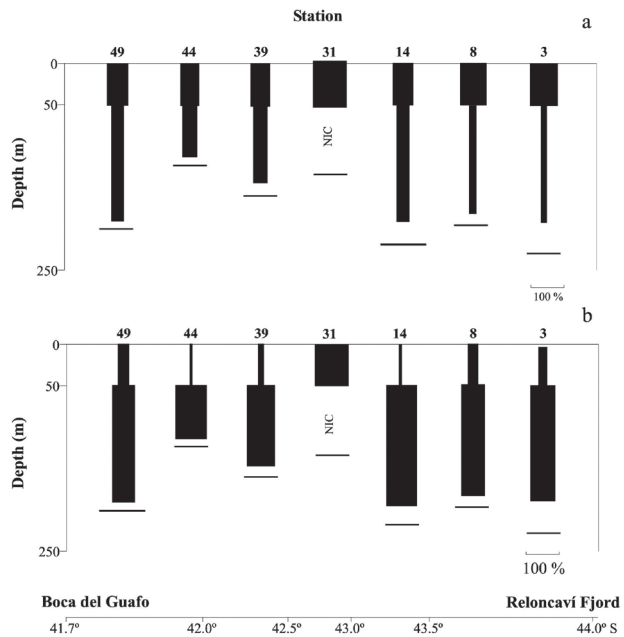 Station
a
49 44 39 31 14 8 3
0
50
NIC
Depth (m)
250
100 %
b
49 44 39 31 14 8 3
0
50
NIC
Depth (m)
250
100 %
Boca del Guafo Reloncaví Fjord
41.7º 42.0º 42.5º 43.0º 43.5º 44.0º S